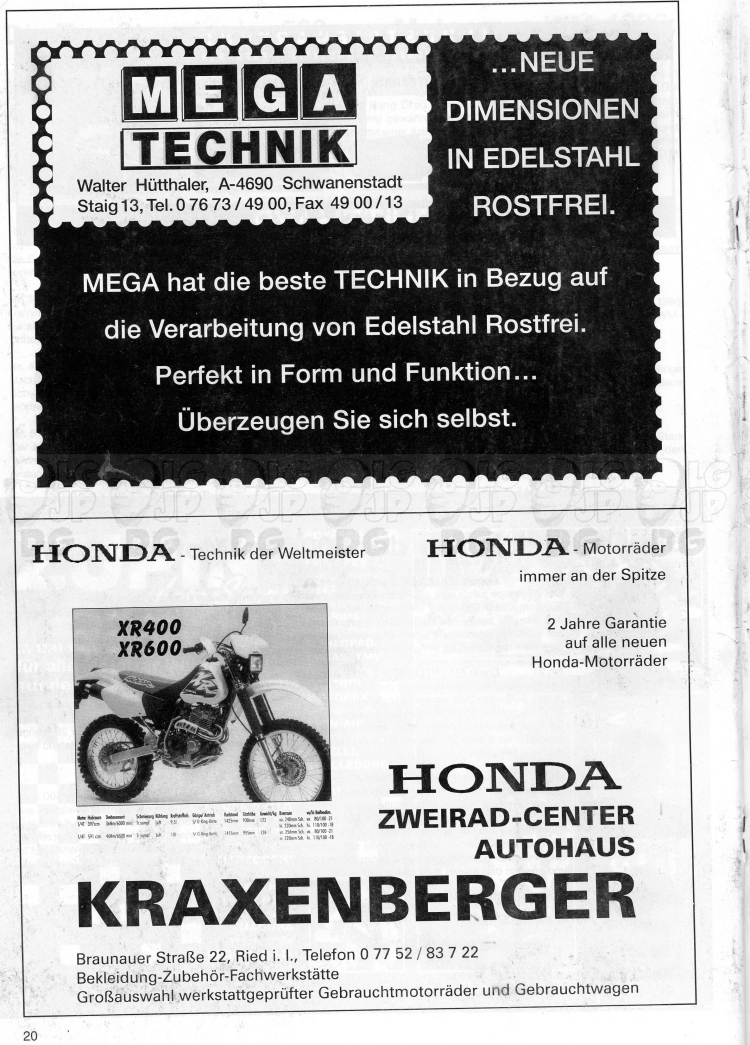 MEGA
TECHNIK
Walter Hütthaler, A-4690 Schwanenstadt
Staig 13, Tel. 0 76 73 / 49 00, Fax 49 00 / 13
...NEUE
DIMENSIONEN
IN EDELSTAHL
ROSTFREI.
MEGA hat die beste TECHNIK in Bezug auf
die Verarbeitung von Edelstahl Rostfrei.
Perfekt in Form und Funktion...
Überzeugen Sie sich selbst.
HONDA - Technik der Weltmeister
HONDA - Motorräder
immer an der Spitze
2 Jahre Garantie
auf alle neuen
Honda-Motorräder
XR400
XR600
HONDA
ZWEIRAD-CENTER
AUTOHAUS
KRAXENBERGER
Braunauer Straße 22, Ried i. I., Telefon 0 77 52 / 83 7 22
Bekleidung-Zubehör-Fachwerkstätte
Großauswahl werkstattgeprüfter Gebrauchtmotorräder und Gebrauchtwagen
20